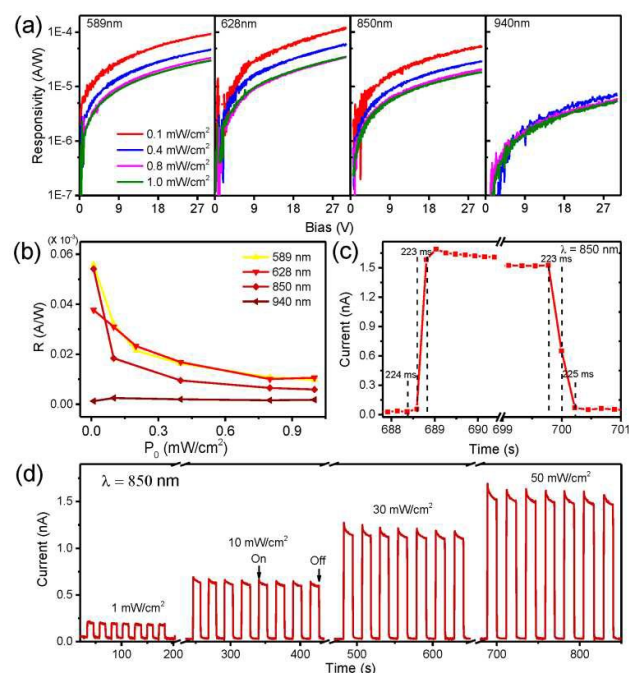 (a)
589nm
628nm
850nm
940nm
1E-4
1E-5
1E-6
1E-7
Responsivity (A/W)
0.1 mW/cm²
0.4 mW/cm²
0.8 mW/cm²
1.0 mW/cm²
0 9 18 27 0 9 18 27 0 9 18 27 0 9 18 27
Bias (V)
(b)
(X 10⁻³)
R (A/W)
0.06
0.04
0.02
0.00
589 nm
628 nm
850 nm
940 nm
0.0 0.3 0.6 0.9
P₀ (mW/cm²)
(c)
λ = 850 nm
223 ms
223 ms
224 ms
225 ms
Current (nA)
1.5
1.0
0.5
0.0
688 689 690 699 700 701
Time (s)
(d)
λ = 850 nm
Current (nA)
1.5
1.0
0.5
0.0
1 mW/cm²
10 mW/cm²
On
Off
30 mW/cm²
50 mW/cm²
100 200 300 400 500 600 700 800
Time (s)